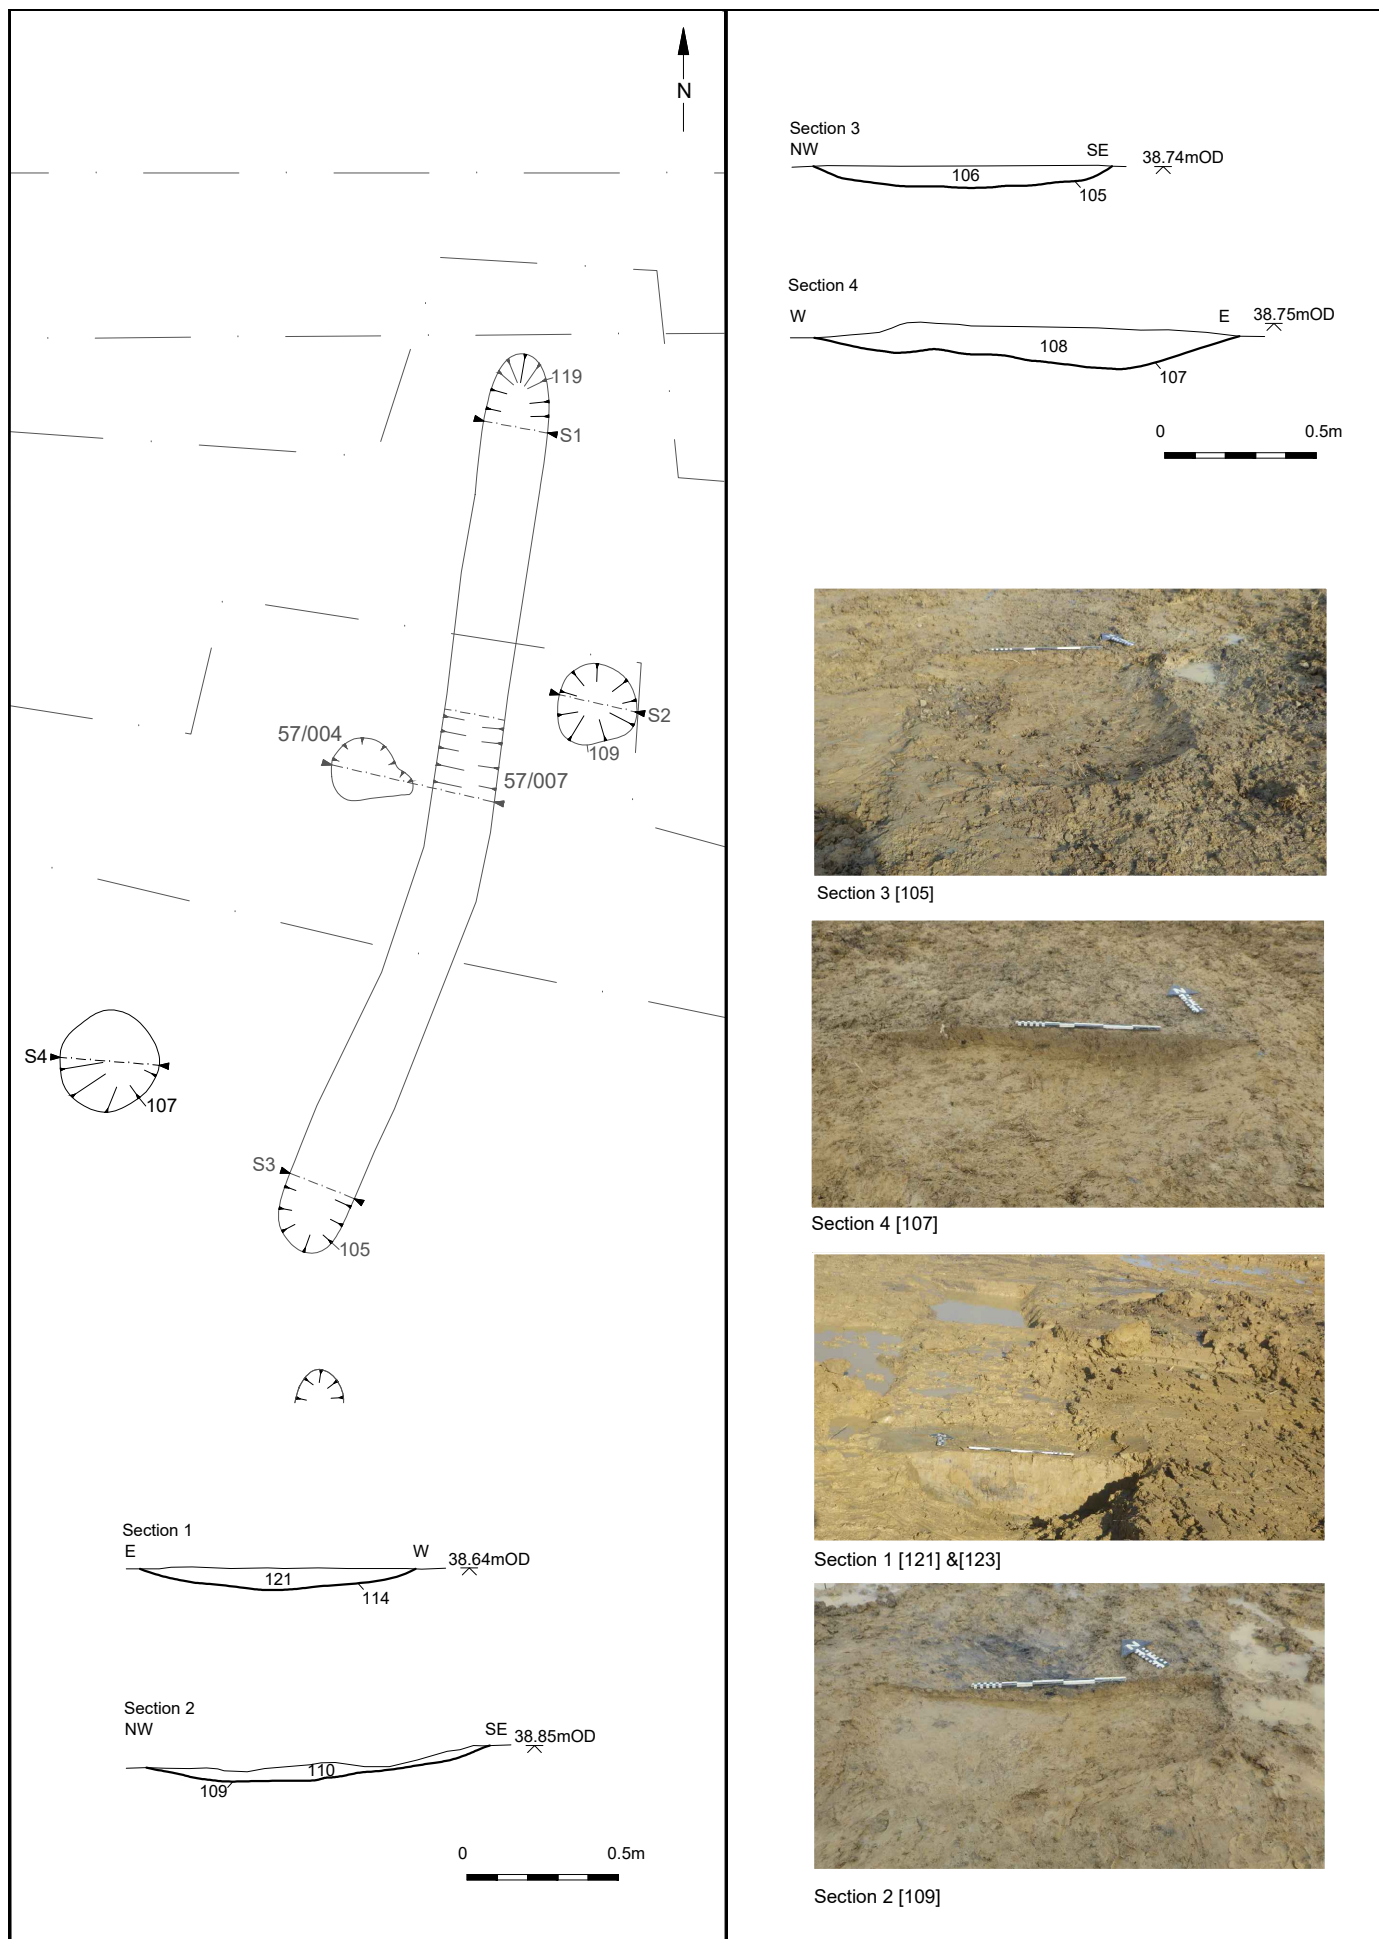 N
119
S1
57/004
S2
109
57/007
S4
107
S3
105
Section 1
E W 38.64mOD
121
114
Section 2
NW SE 38.85mOD
110
109
0 0.5m
Section 3
NW SE 38.74mOD
106
105
Section 4
W E 38.75mOD
108
107
0 0.5m
Section 3 [105]
Section 4 [107]
Section 1 [121] &[123]
Section 2 [109]